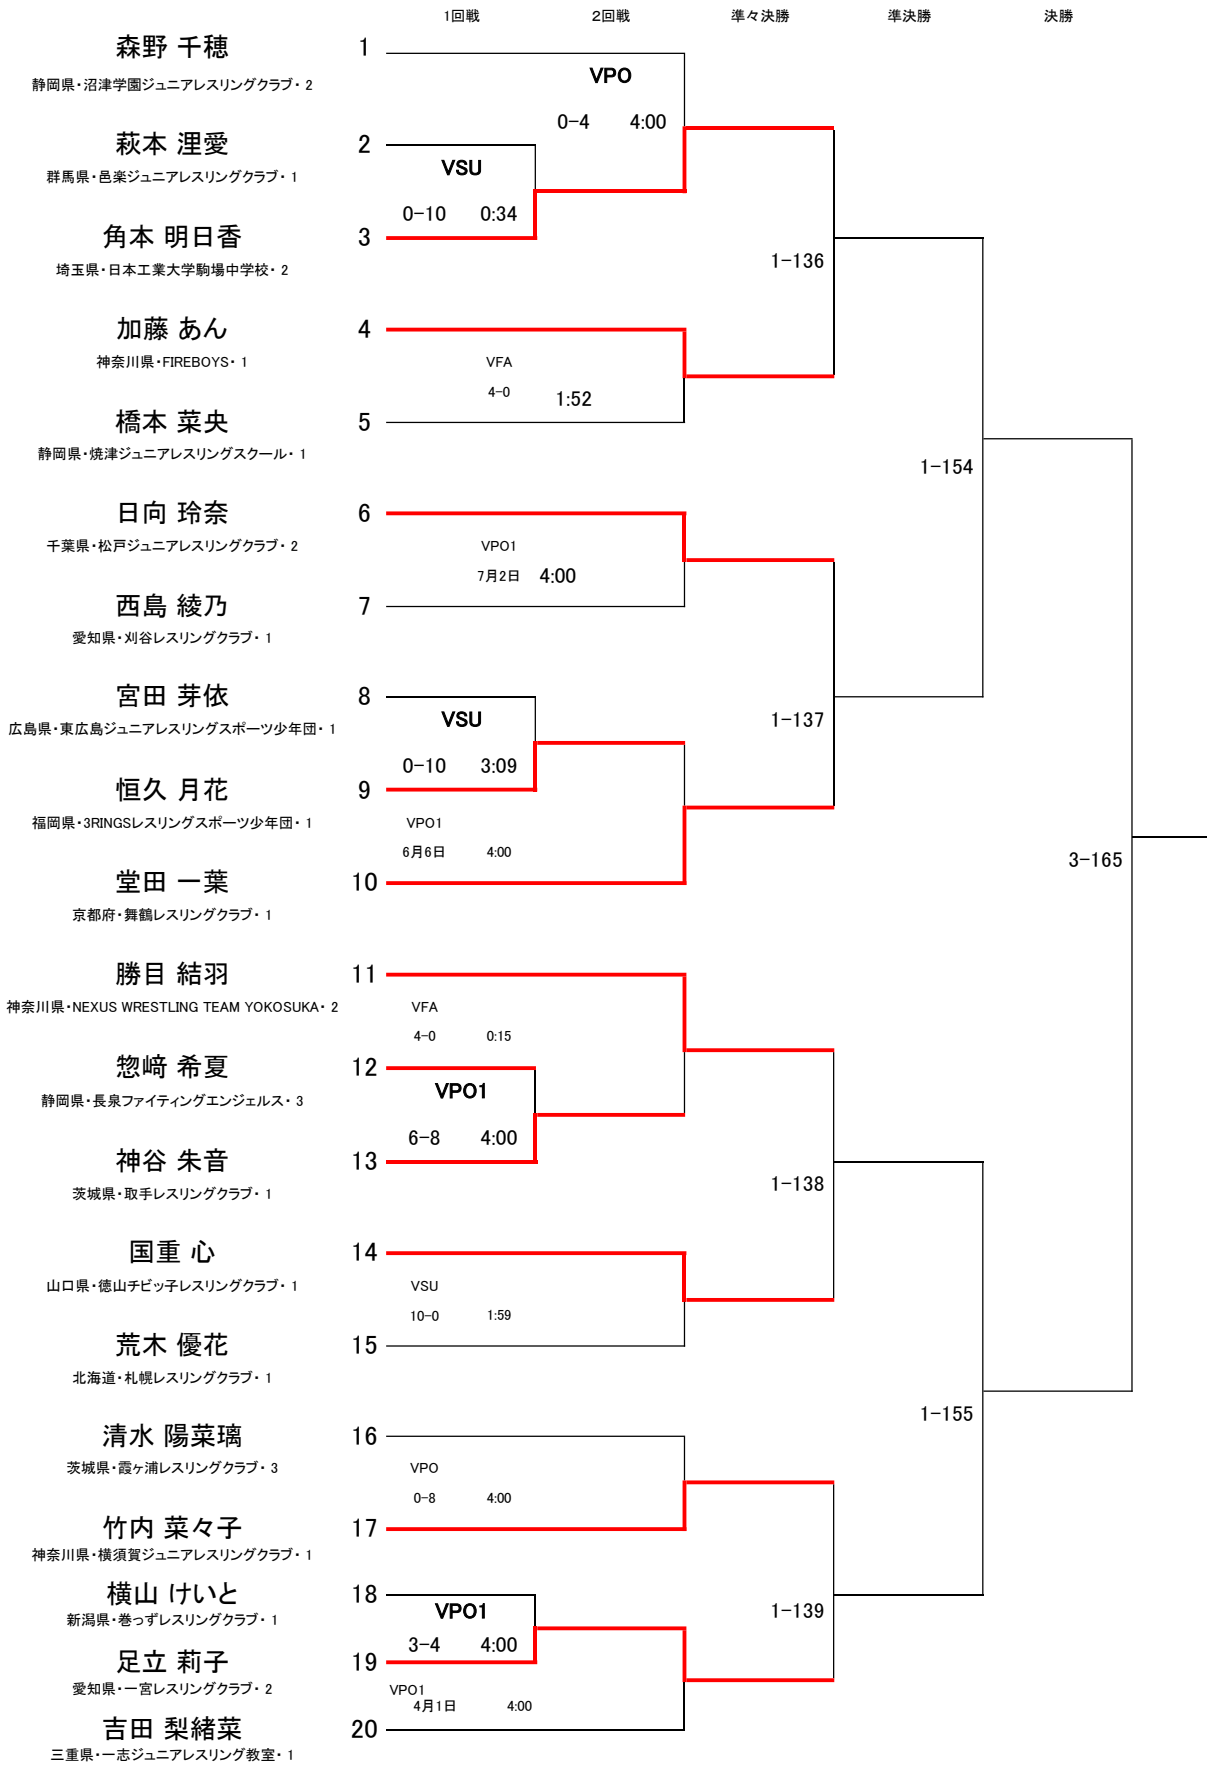 1回戦 2回戦 準々決勝 準決勝 決勝
森野 千穂 1
静岡県・沼津学園ジュニアレスリングクラブ・ 2
VPO
0-4 4:00
萩本 浬愛 2
群馬県・邑楽ジュニアレスリングクラブ・ 1
VSU
0-10 0:34
角本 明日香 3
埼玉県・日本工業大学駒場中学校・ 2
1-136
加藤 あん 4
神奈川県・FIREBOYS・ 1
VFA
4-0 1:52
橋本 菜央 5
静岡県・焼津ジュニアレスリングスクール・ 1
1-154
日向 玲奈 6
千葉県・松戸ジュニアレスリングクラブ・ 2
VPO1
7月2日 4:00
西島 綾乃 7
愛知県・刈谷レスリングクラブ・ 1
宮田 芽依 8
広島県・東広島ジュニアレスリングスポーツ少年団・ 1
VSU
1-137
0-10 3:09
恒久 月花 9
福岡県・3RINGSレスリングスポーツ少年団・ 1
VPO1
6月6日 4:00
3-165
堂田 一葉 10
京都府・舞鶴レスリングクラブ・ 1
勝目 結羽 11
神奈川県・NEXUS WRESTLING TEAM YOKOSUKA・ 2
VFA
4-0 0:15
惣﨑 希夏 12
静岡県・長泉ファイティングエンジェルス・ 3
VPO1
6-8 4:00
神谷 朱音 13
茨城県・取手レスリングクラブ・ 1
1-138
国重 心 14
山口県・徳山チビッ子レスリングクラブ・ 1
VSU
10-0 1:59
荒木 優花 15
北海道・札幌レスリングクラブ・ 1
1-155
清水 陽菜璃 16
茨城県・霞ヶ浦レスリングクラブ・ 3
VPO
0-8 4:00
竹内 菜々子 17
神奈川県・横須賀ジュニアレスリングクラブ・ 1
横山 けいと 18
新潟県・巻っずレスリングクラブ・ 1
VPO1
1-139
3-4 4:00
足立 莉子 19
愛知県・一宮レスリングクラブ・ 2
VPO1
4月1日 4:00
吉田 梨緒菜 20
三重県・一志ジュニアレスリング教室・ 1